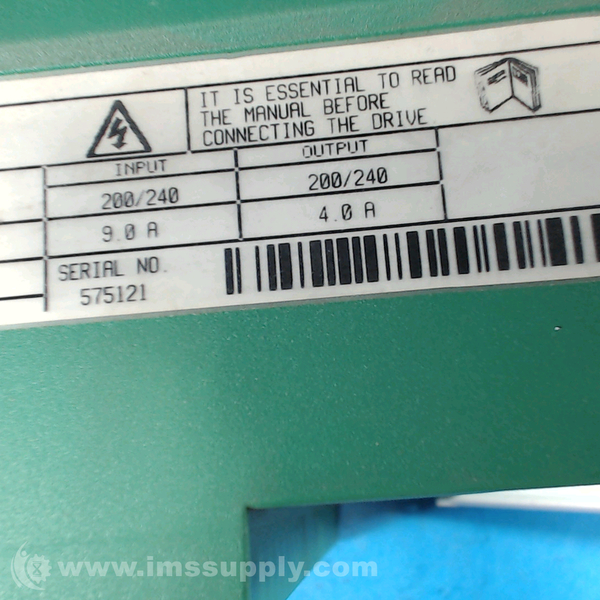 IT IS ESSENTIAL TO READ
THE MANUAL BEFORE
CONNECTING THE DRIVE
INPUT OUTPUT
200/240 200/240
9.0 A 4.0 A
SERIAL NO.
575121
www.imssupply.com